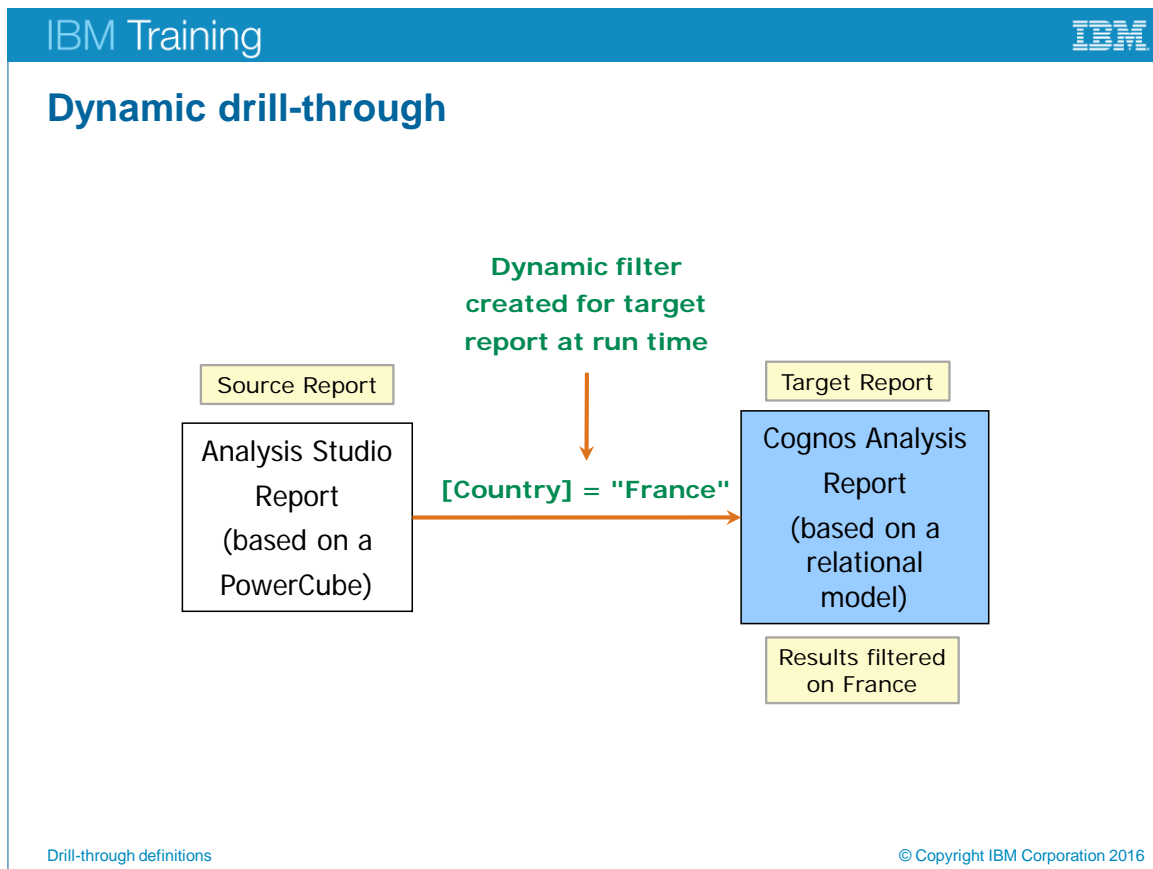 IBM Training
IBM
Dynamic drill-through
Dynamic filter
created for target
report at run time
Source Report
Target Report
Analysis Studio
Report
(based on a
PowerCube)
[Country] = "France"
Cognos Analysis
Report
(based on a
relational
model)
Results filtered
on France
Drill-through definitions
© Copyright IBM Corporation 2016